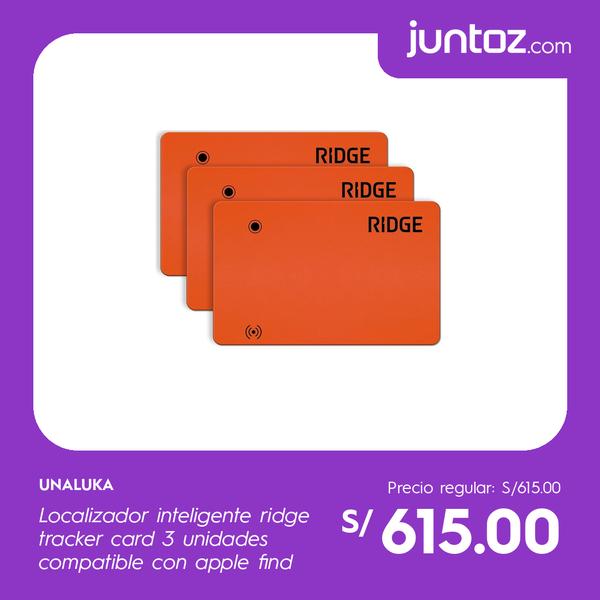 juntoz.com
RIDGE
RIDGE
RIDGE
UNALUKA
Localizador inteligente ridge
tracker card 3 unidades
compatible con apple find
Precio regular: S/615.00
S/ 615.00